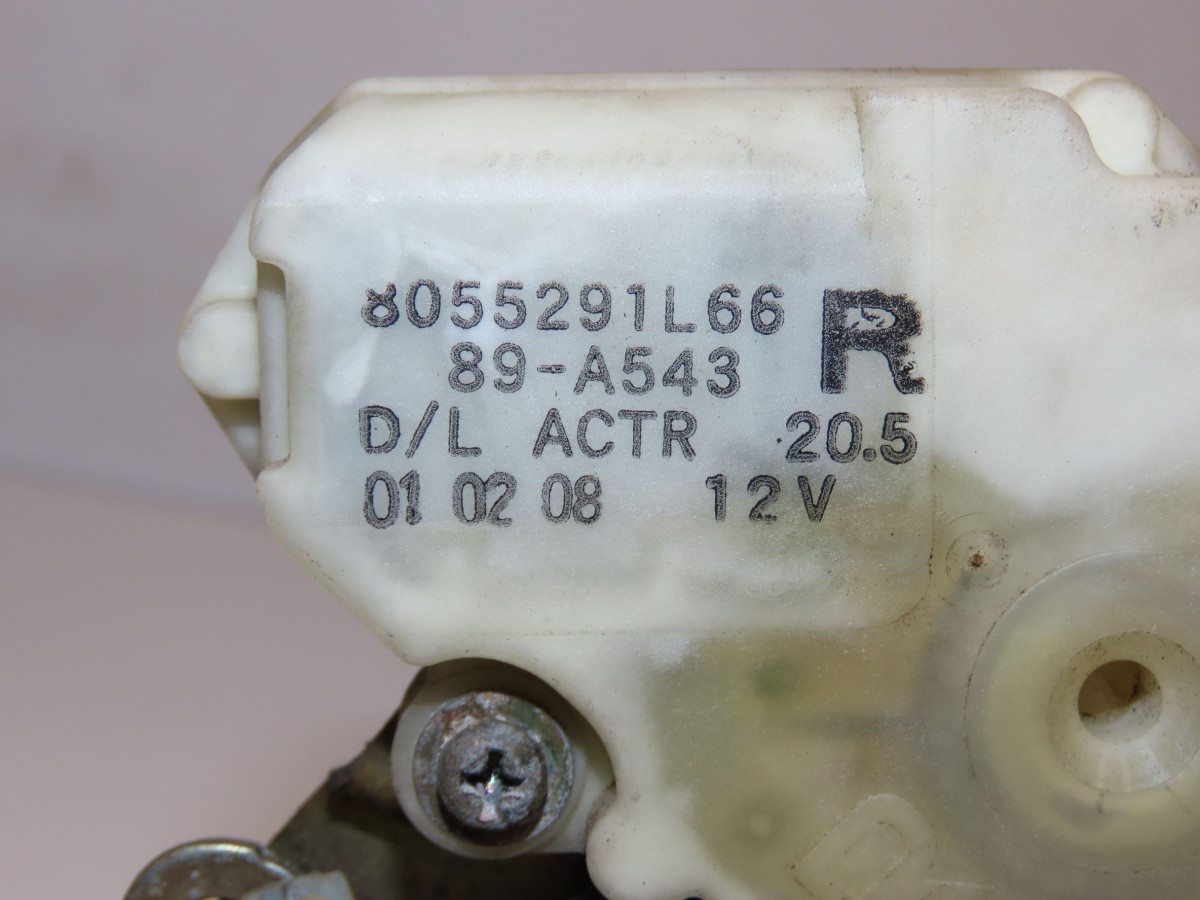 8055291L66 R
89-A543
D/L ACTR 20.5
01 02 08 12V